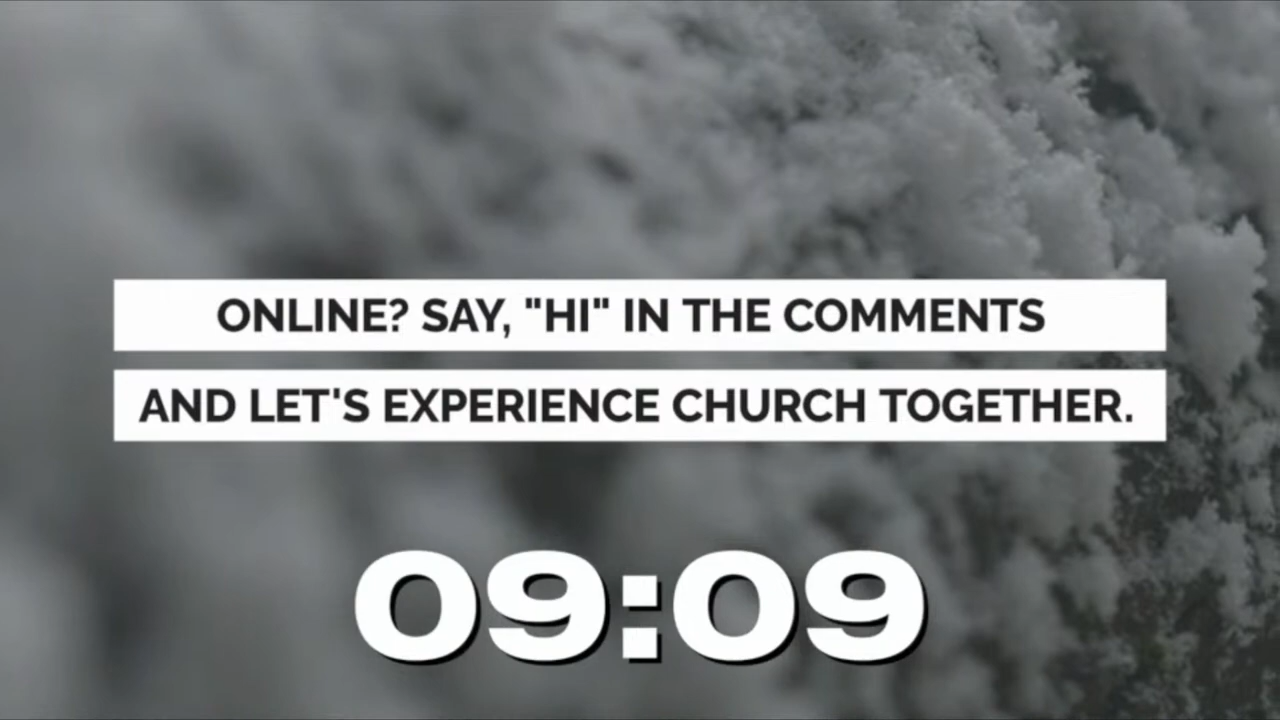 ONLINE? SAY, "HI" IN THE COMMENTS
AND LET'S EXPERIENCE CHURCH TOGETHER.
09:09